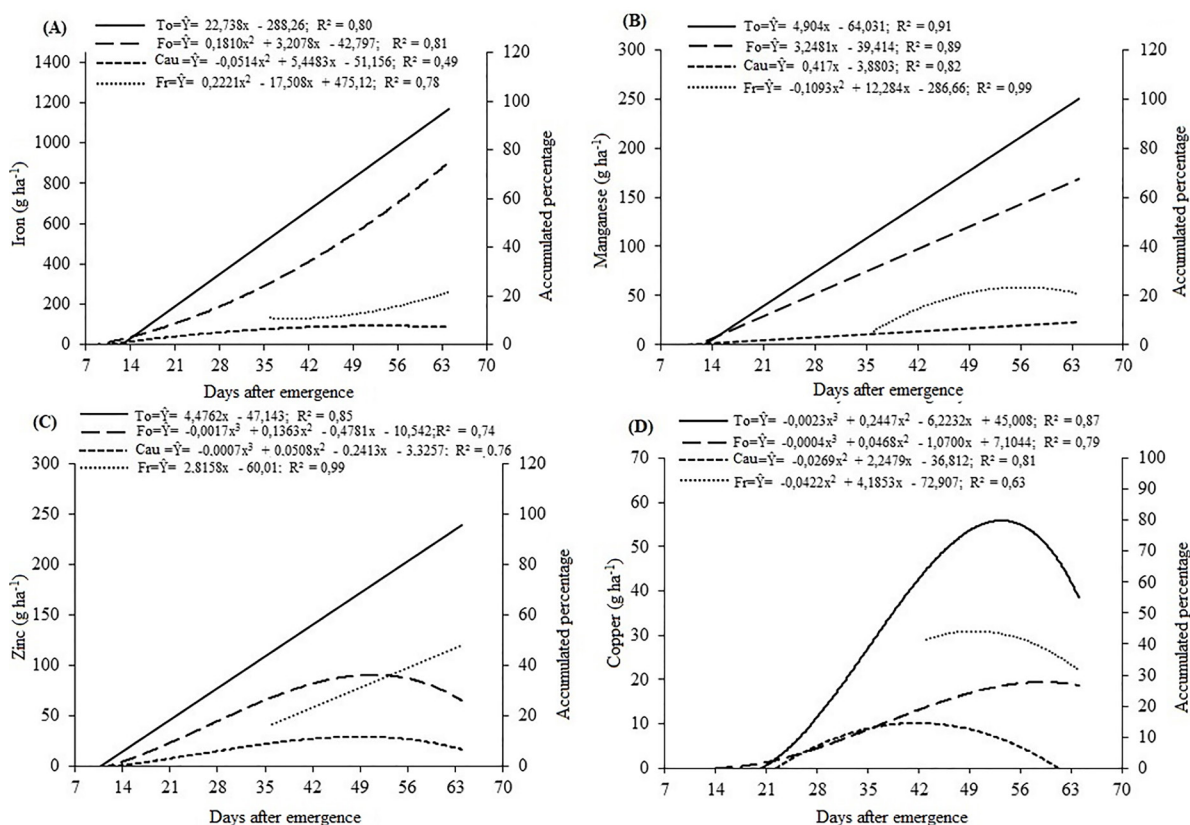 (A)
To=Ŷ= 22,738x - 288,26; R² = 0,80
Fo=Ŷ= 0,1810x² + 3,2078x - 42,797; R² = 0,81
Cau=Ŷ= -0,0514x² + 5,4483x - 51,156; R² = 0,49
Fr=Ŷ= 0,2221x² - 17,508x + 475,12; R² = 0,78
Iron (g ha⁻¹)
1400
1200
1000
800
600
400
200
0
120
100
80
60
40
20
0
Accumulated percentage
7 14 21 28 35 42 49 56 63 70
Days after emergence
(B)
To=Ŷ= 4,904x - 64,031; R² = 0,91
Fo=Ŷ= 3,2481x - 39,414; R² = 0,89
Cau=Ŷ= 0,417x - 3,8803; R² = 0,82
Fr=Ŷ= -0,1093x² + 12,284x - 286,66; R² = 0,99
Manganese (g ha⁻¹)
300
250
200
150
100
50
0
120
100
80
60
40
20
0
Accumulated percentage
7 14 21 28 35 42 49 56 63 70
Days after emergence
(C)
To=Ŷ= 4,4762x - 47,143; R² = 0,85
Fo=Ŷ= -0,0017x³ + 0,1363x² - 0,4781x - 10,542;R² = 0,74
Cau=Ŷ= -0,0007x³ + 0,0508x² - 0,2413x - 3,3257; R² = 0,76
Fr=Ŷ= 2.8158x - 60,01; R² = 0,99
Zinc (g ha⁻¹)
300
250
200
150
100
50
0
120
100
80
60
40
20
0
Accumulated percentage
7 14 21 28 35 42 49 56 63 70
Days after emergence
(D)
To=Ŷ= -0,0023x³ + 0,2447x² - 6,2232x + 45,008; R² = 0,87
Fo=Ŷ= -0,0004x³ + 0,0468x² - 1,0700x + 7,1044; R² = 0,79
Cau=Ŷ= -0,0269x² + 2,2479x - 36,812; R² = 0,81
Fr=Ŷ= -0,0422x² + 4,1853x - 72,907; R² = 0,63
Copper (g ha⁻¹)
70
60
50
40
30
20
10
0
100
90
80
70
60
50
40
30
20
10
0
Accumulated percentage
7 14 21 28 35 42 49 56 63 70
Days after emergence